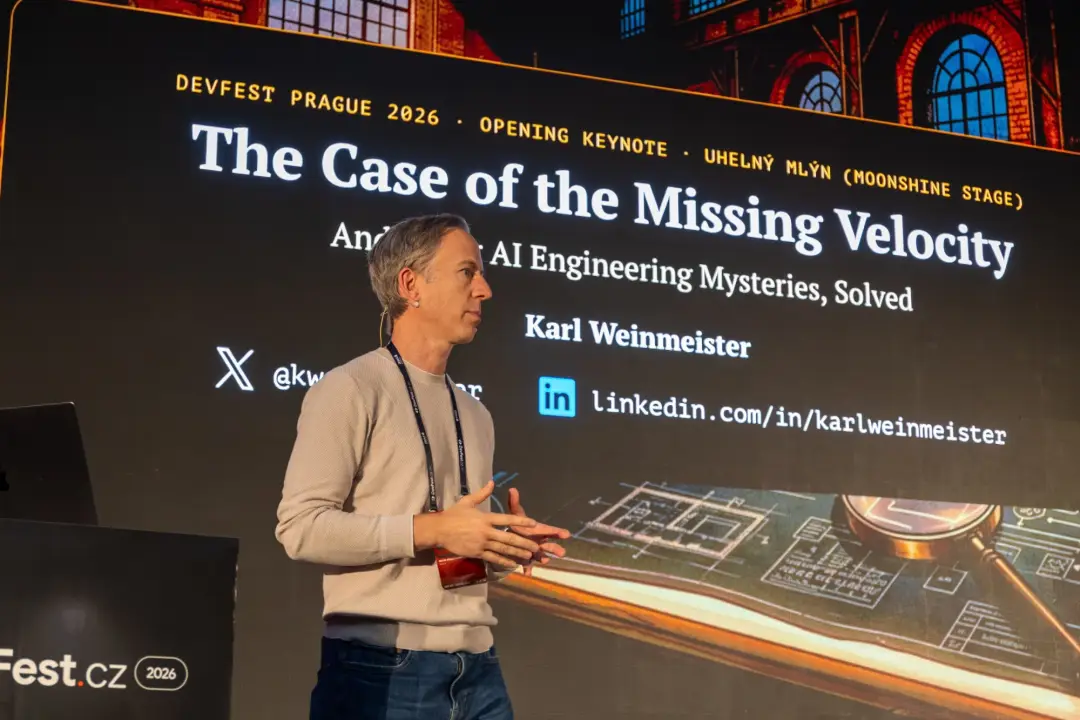 DEVFEST PRAGUE 2026 · OPENING KEYNOTE · UHELNÝ MLÝN (MOONSHINE STAGE)
The Case of the Missing Velocity
AI Engineering Mysteries, Solved
Karl Weinmeister
linkedin.com/in/karlweinmeister
Fest.cz 2026